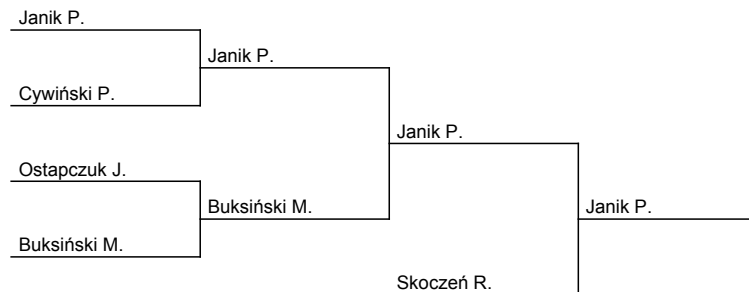 Janik P.
Janik P.
Cywiński P.
Janik P.
Ostapczuk J.
Buksiński M.
Janik P.
Buksiński M.
Skoczeń R.